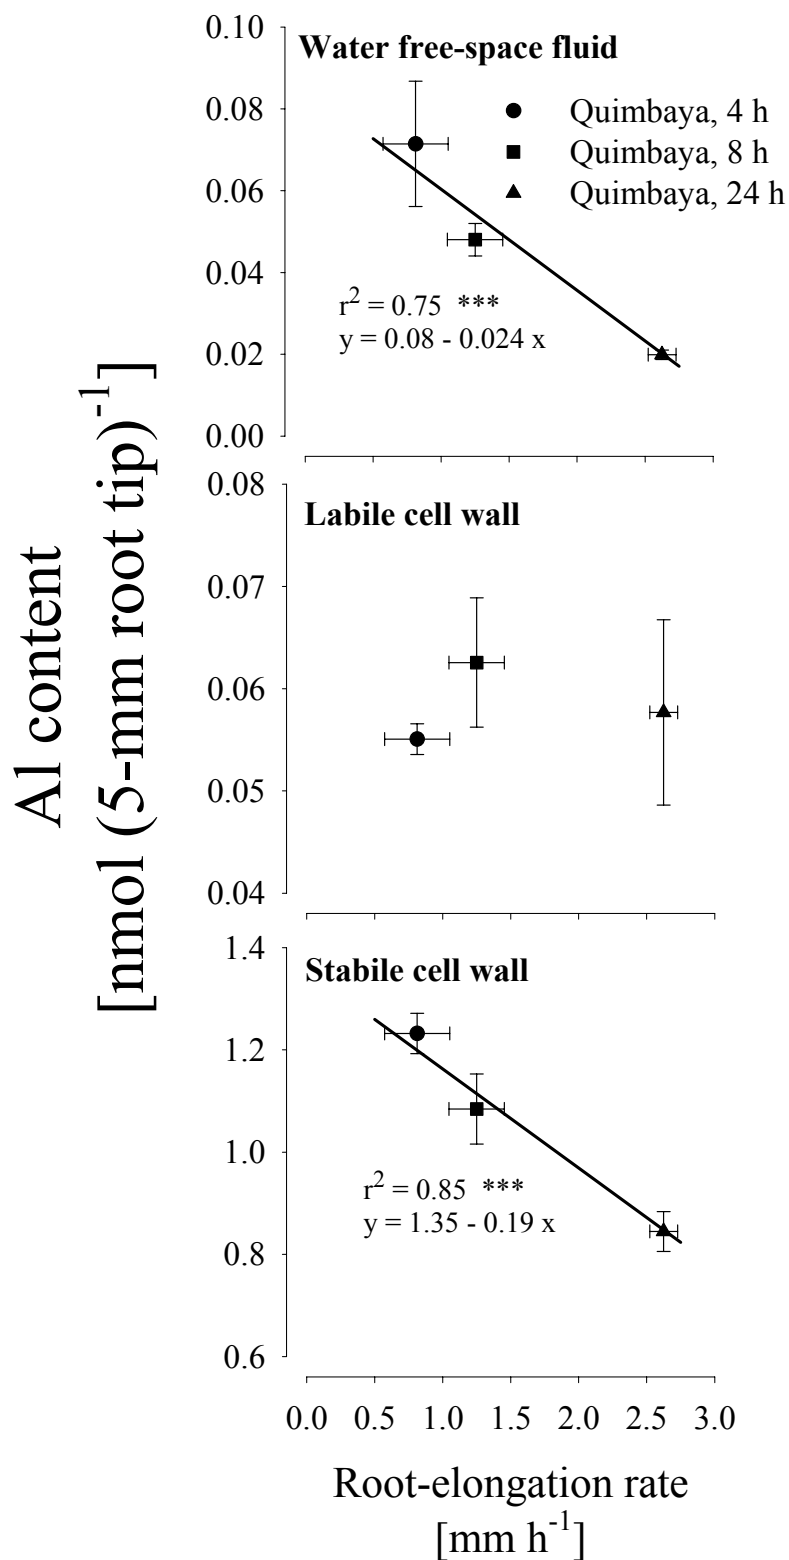 Al content
[nmol (5-mm root tip)⁻¹]
0.10
0.08
0.06
0.04
0.02
0.00
Water free-space fluid
Quimbaya, 4 h
Quimbaya, 8 h
Quimbaya, 24 h
r² = 0.75 ***
y = 0.08 - 0.024 x
0.08
0.07
0.06
0.05
0.04
Labile cell wall
1.4
1.2
1.0
0.8
0.6
Stabile cell wall
r² = 0.85 ***
y = 1.35 - 0.19 x
0.0 0.5 1.0 1.5 2.0 2.5 3.0
Root-elongation rate
[mm h⁻¹]